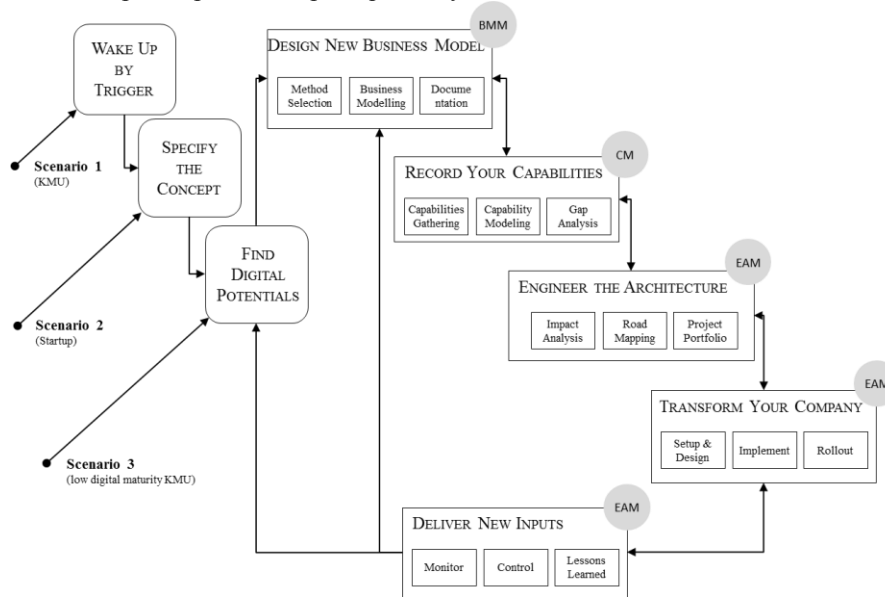 WAKE UP
BY
TRIGGER
Scenario 1
(KMU)
SPECIFY
THE
CONCEPT
Scenario 2
(Startup)
FIND
DIGITAL
POTENTIALS
Scenario 3
(low digital maturity KMU)
BMM
DESIGN NEW BUSINESS MODEL
Method
Selection
Business
Modelling
Docume
ntation
CM
RECORD YOUR CAPABILITIES
Capabilities
Gathering
Capability
Modeling
Gap
Analysis
EAM
ENGINEER THE ARCHITECTURE
Impact
Analysis
Road
Mapping
Project
Portfolio
EAM
TRANSFORM YOUR COMPANY
Setup &
Design
Implement
Rollout
EAM
DELIVER NEW INPUTS
Monitor
Control
Lessons
Learned